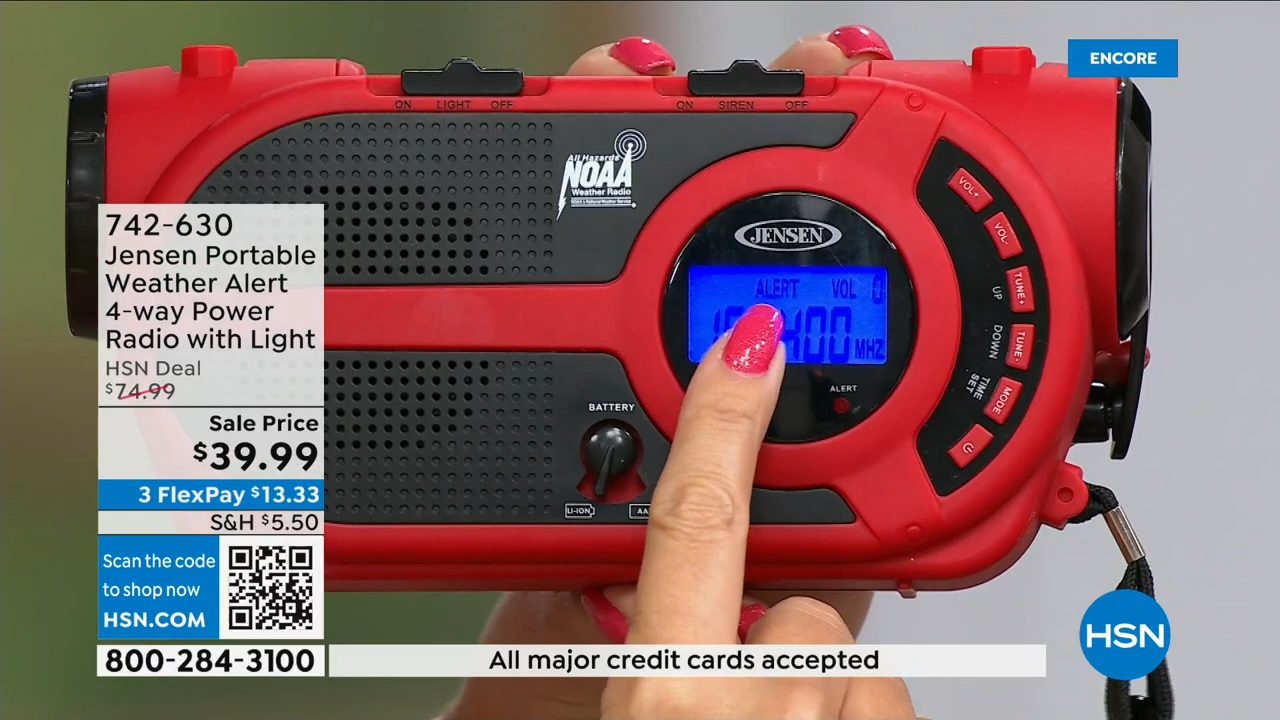 ENCORE
ON LIGHT OFF
ON SIREN OFF
All Hazards
NOAA
Weather Radio
VOL+
VOL-
TUNE+
UP
TUNE-
DOWN
MODE
TIME SET
JENSEN
ALERT VOL 0
MHZ
ALERT
BATTERY
LI-ION
742-630
Jensen Portable
Weather Alert
4-way Power
Radio with Light
HSN Deal
$74.99
Sale Price
$39.99
3 FlexPay $13.33
S&H $5.50
Scan the code
to shop now
HSN.COM
800-284-3100
All major credit cards accepted
HSN